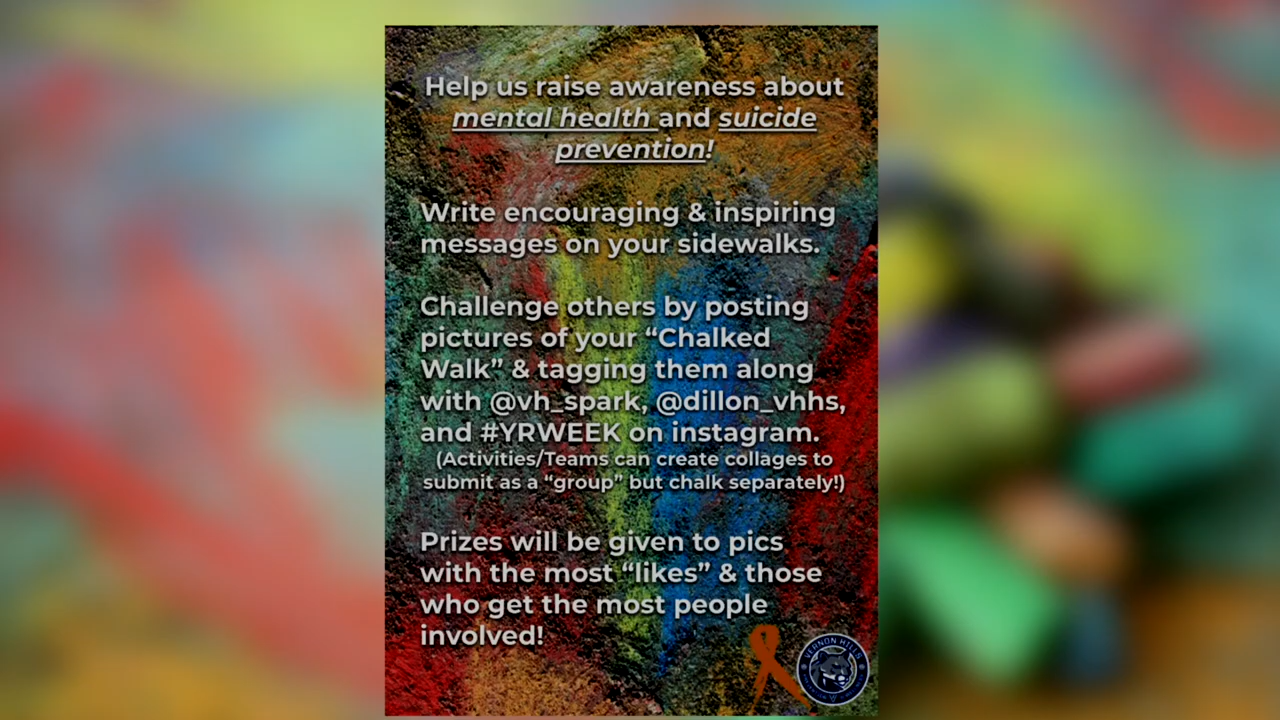 Help us raise awareness about
mental health and suicide
prevention!
Write encouraging & inspiring
messages on your sidewalks.
Challenge others by posting
pictures of your “Chalked
Walk” & tagging them along
with @vh_spark, @dillon_vhhs,
and #YRWEEK on instagram.
(Activities/Teams can create collages to
submit as a “group” but chalk separately!)
Prizes will be given to pics
with the most “likes” & those
who get the most people
involved!
VERNON HILLS